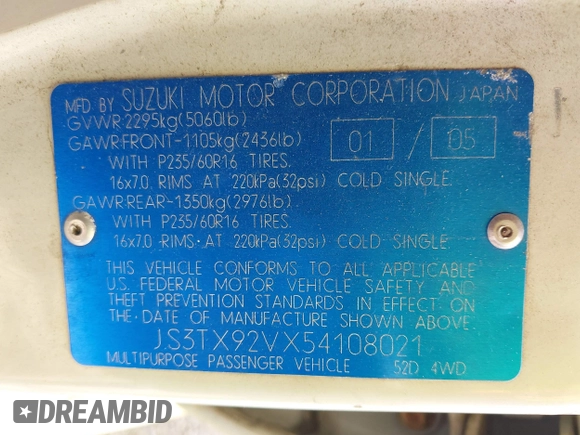 MFD. BY SUZUKI MOTOR CORPORATION JAPAN
GVWR:2295kg(5060lb)
GAWR:FRONT-1105kg(2436lb) 01 / 05
WITH P235/60R16 TIRES.
16x7.0 RIMS AT 220kPa(32psi) COLD SINGLE.
GAWR:REAR-1350kg(2976lb)
WITH P235/60R16 TIRES.
16x7.0 RIMS AT 220kPa(32psi) COLD SINGLE.
THIS VEHICLE CONFORMS TO ALL APPLICABLE
U.S. FEDERAL MOTOR VEHICLE SAFETY AND
THEFT PREVENTION STANDARDS IN EFFECT ON
THE DATE OF MANUFACTURE SHOWN ABOVE.
JS3TX92VX54108021
MULTIPURPOSE PASSENGER VEHICLE 52D 4WD
DREAMBID